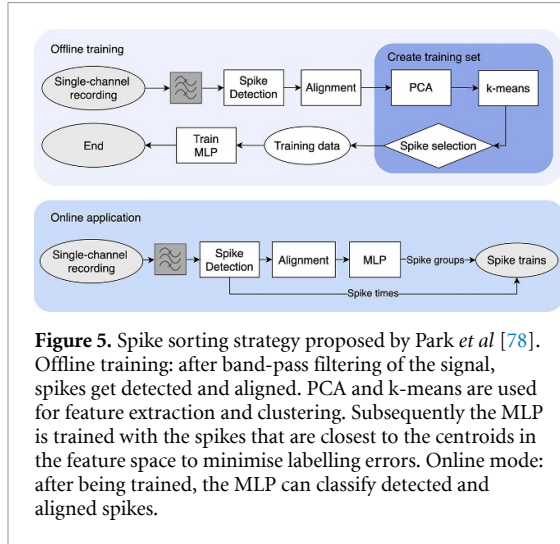 Offline training
Create training set
Single-channel
recording
Spike
Detection
Alignment
PCA
k-means
End
Train
MLP
Training data
Spike selection
Online application
Single-channel
recording
Spike
Detection
Alignment
MLP
Spike groups
Spike trains
Spike times
Figure 5. Spike sorting strategy proposed by Park et al [78].
Offline training: after band-pass filtering of the signal,
spikes get detected and aligned. PCA and k-means are used
for feature extraction and clustering. Subsequently the MLP
is trained with the spikes that are closest to the centroids in
the feature space to minimise labelling errors. Online mode:
after being trained, the MLP can classify detected and
aligned spikes.